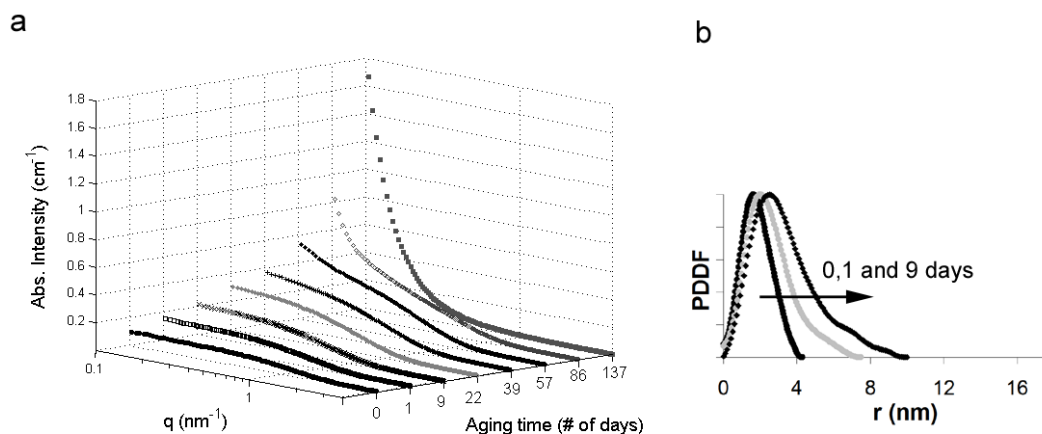 a
b
1.8
1.6
1.4
1.2
1
0.8
0.6
0.4
0.2
Abs. Intensity (cm-1)
0.1
1
q (nm-1)
0
1
9
22
39
57
86
137
Aging time (# of days)
PDDF
0,1 and 9 days
0 4 8 12 16
r (nm)